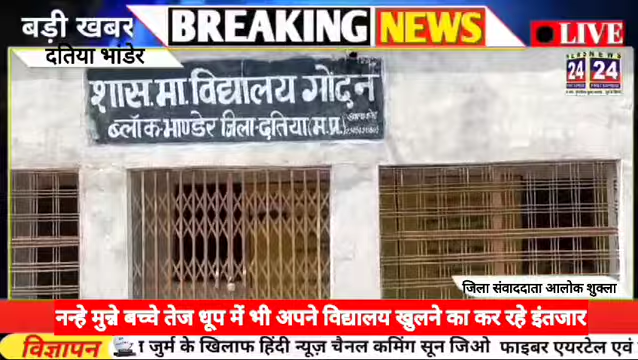 बड़ी खबर BREAKING NEWS LIVE
दतिया भाडेर
24 24
शास. मा. विद्यालय गोंदन
ब्लॉक-भाण्डेर जिला-दतिया (म.प्र.)
जिला संवाददाता आलोक शुक्ला
नन्हे मुन्ने बच्चे तेज धूप में भी अपने विद्यालय खुलने का कर रहे इंतजार
विज्ञापन ा जुर्म के खिलाफ हिंदी न्यूज़ चैनल कमिंग सून जिओ फाइबर एयरटेल एवं